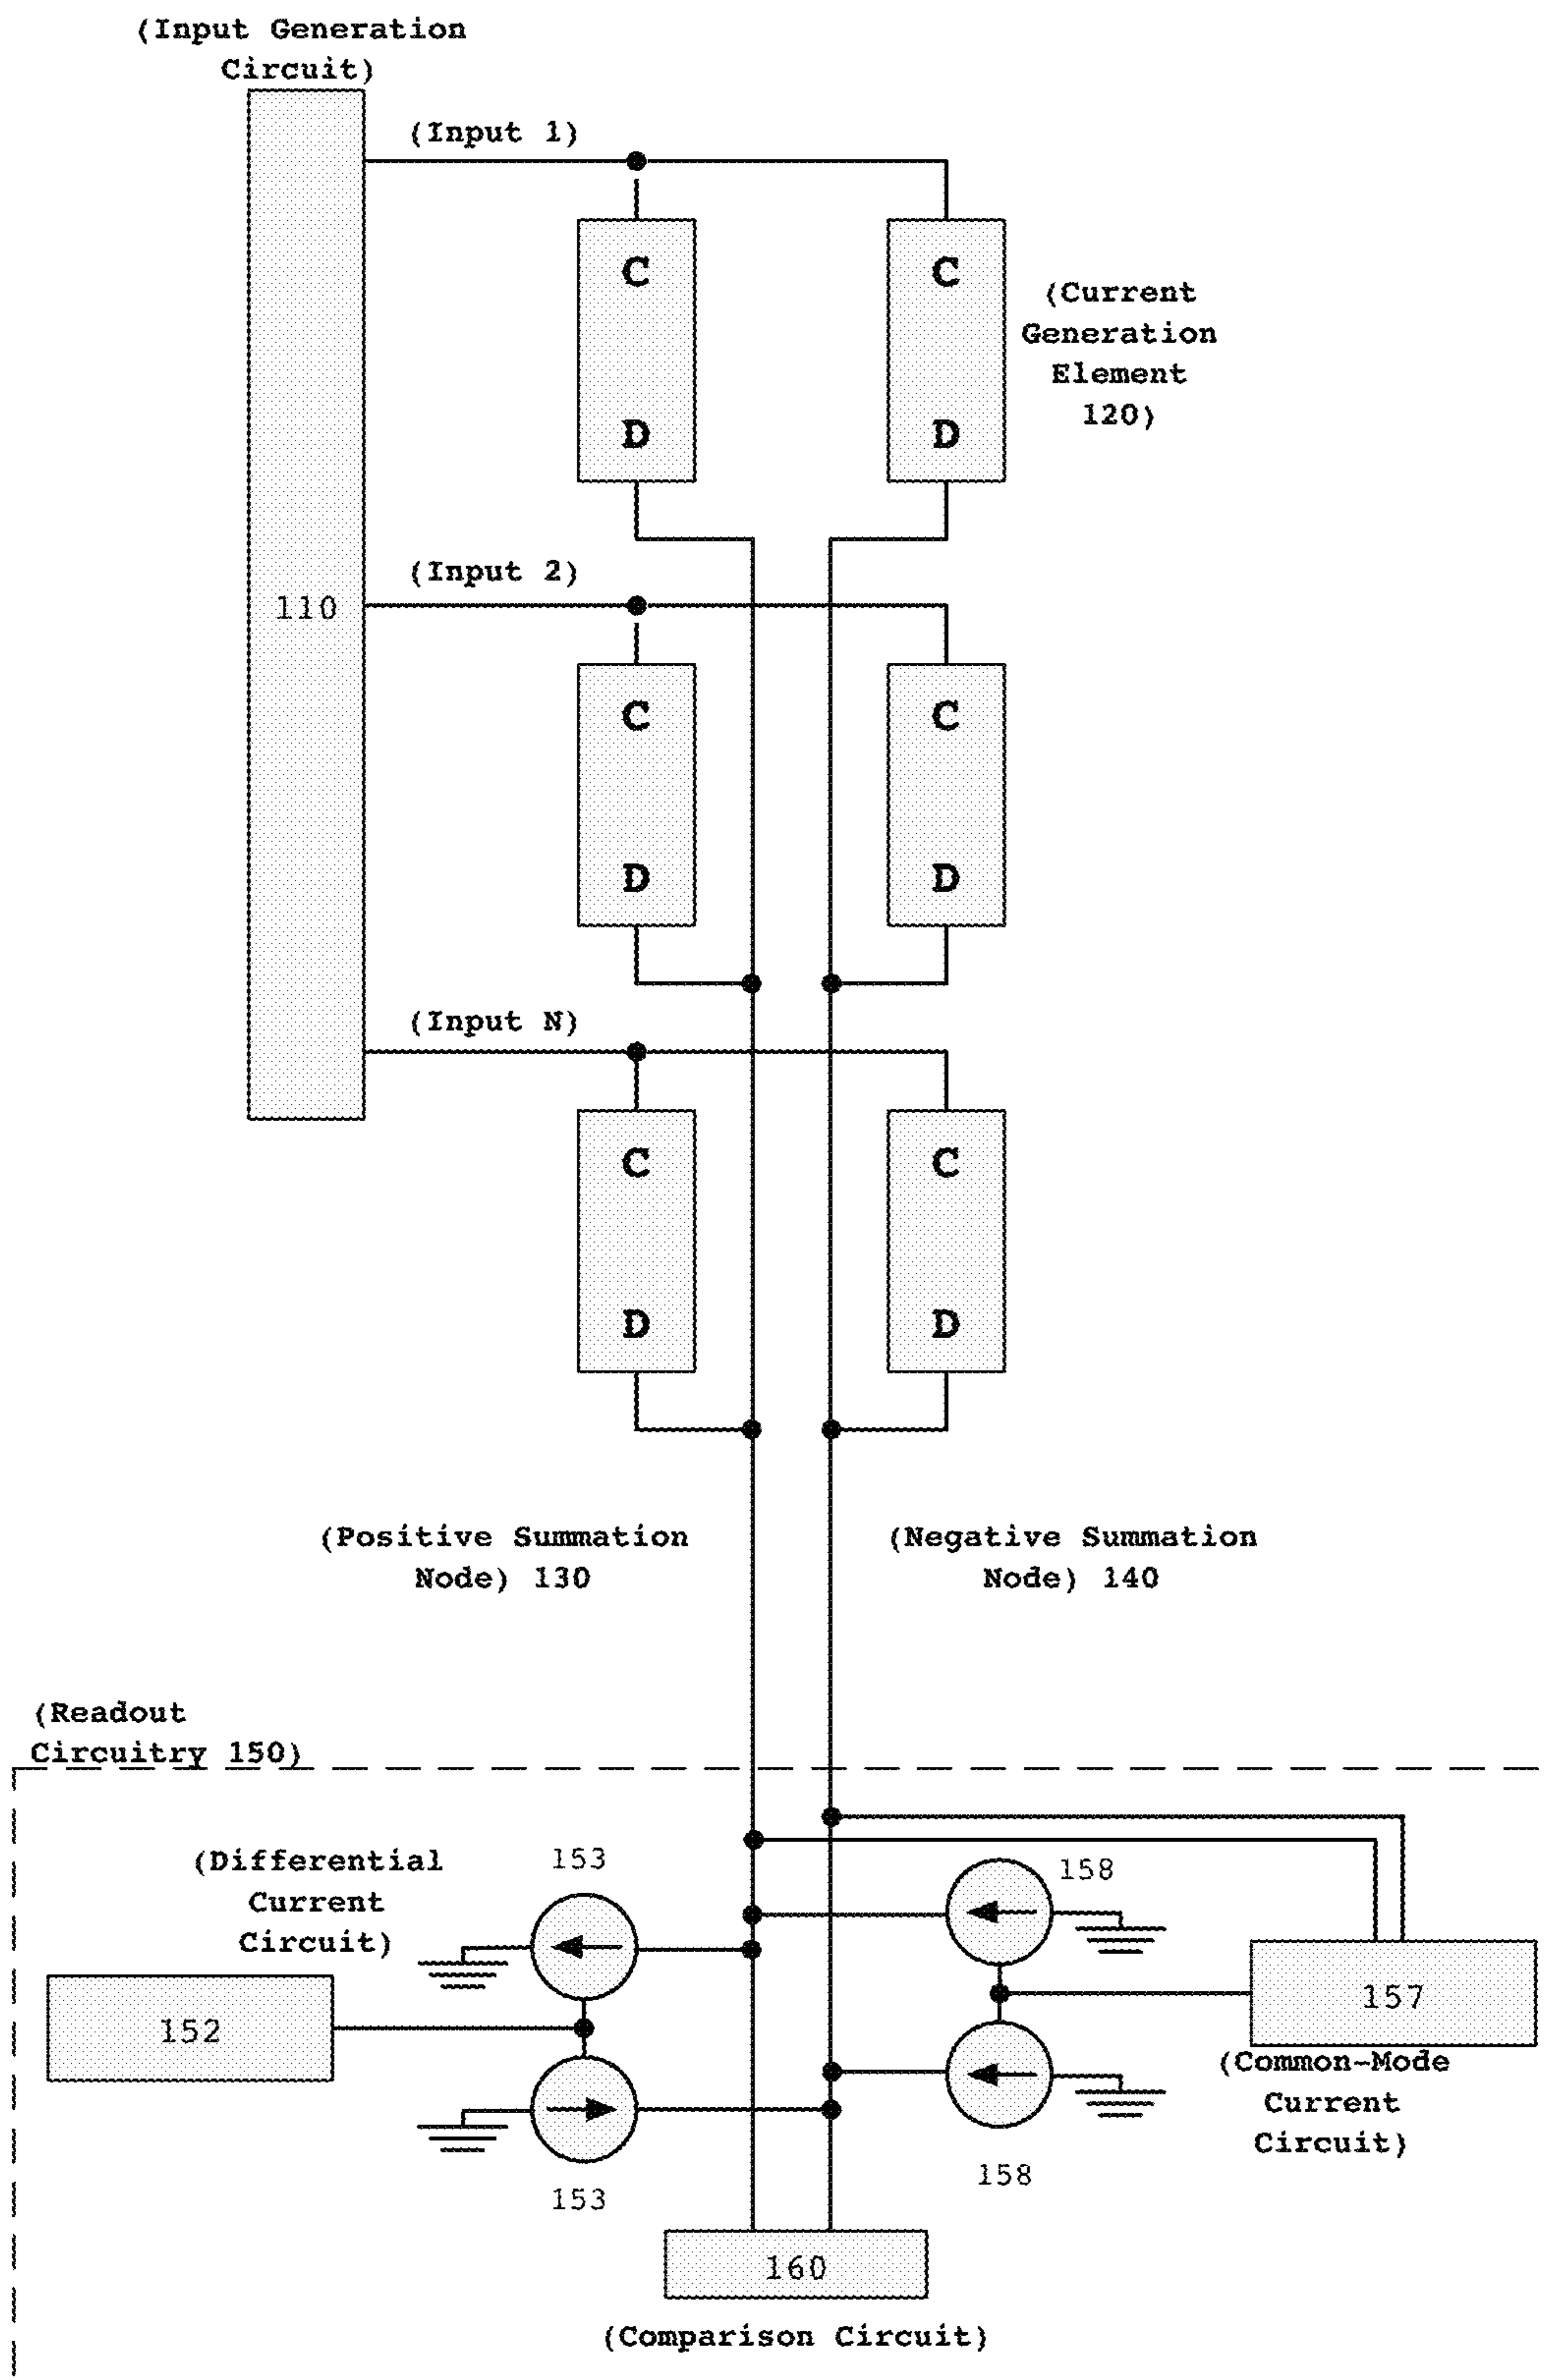 (Input Generation
Circuit)
(Input 1)
C
C
(Current
Generation
Element
120)
D
D
(Input 2)
110
C
C
D
D
(Input N)
C
C
D
D
(Positive Summation
Node) 130
(Negative Summation
Node) 140
(Readout
Circuitry 150)
(Differential
Current
Circuit)
153
158
152
157
(Common-Mode
Current
Circuit)
153
158
160
(Comparison Circuit)